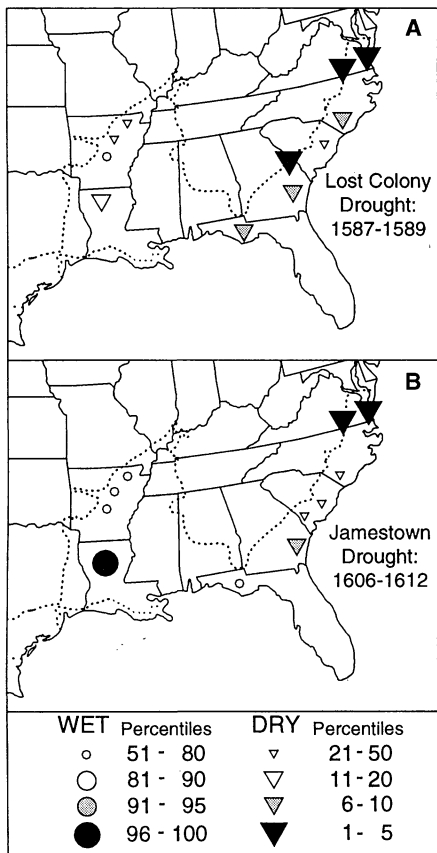 A
Lost Colony
Drought:
1587-1589
B
Jamestown
Drought:
1606-1612
WET Percentiles DRY Percentiles
51 - 80 21 - 50
81 - 90 11 - 20
91 - 95 6 - 10
96 - 100 1 - 5